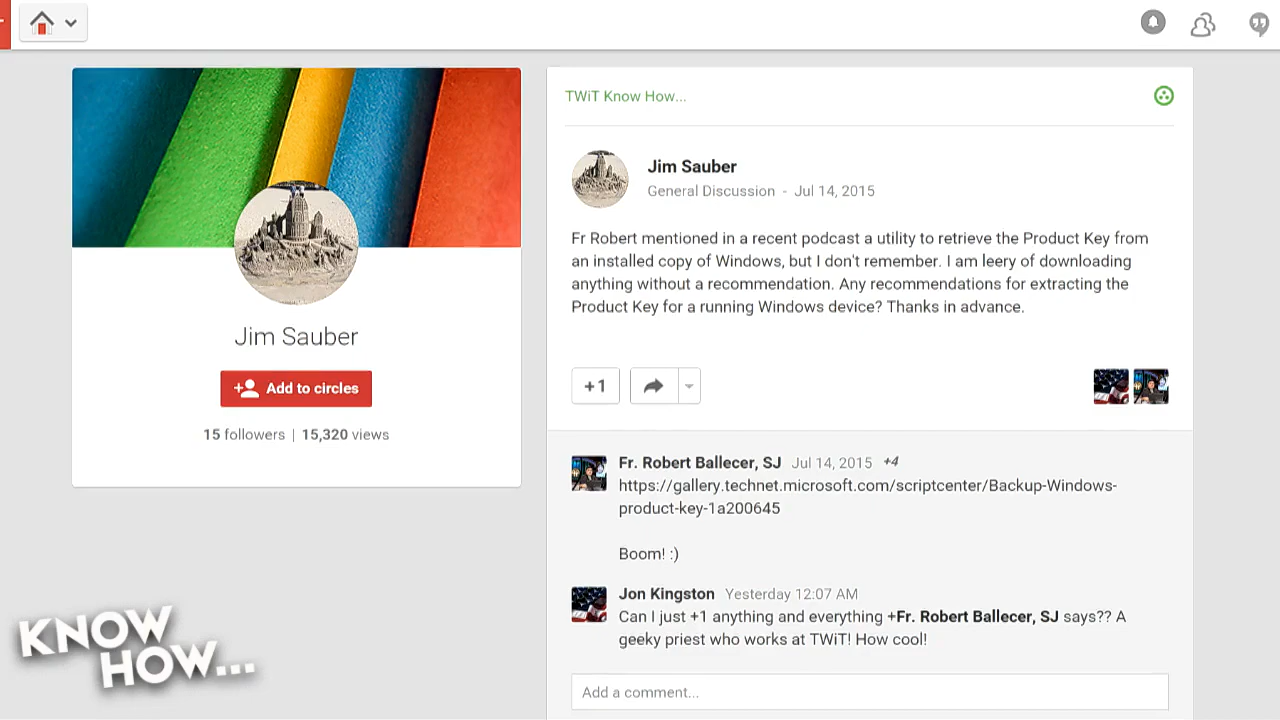 Jim Sauber
Add to circles
15 followers | 15,320 views
TWiT Know How...
Jim Sauber
General Discussion - Jul 14, 2015
Fr Robert mentioned in a recent podcast a utility to retrieve the Product Key from
an installed copy of Windows, but I don't remember. I am leery of downloading
anything without a recommendation. Any recommendations for extracting the
Product Key for a running Windows device? Thanks in advance.
+1
Fr. Robert Ballecer, SJ Jul 14, 2015 +4
https://gallery.technet.microsoft.com/scriptcenter/Backup-Windows-
product-key-1a200645
Boom! :)
Jon Kingston Yesterday 12:07 AM
Can I just +1 anything and everything +Fr. Robert Ballecer, SJ says?? A
geeky priest who works at TWiT! How cool!
Add a comment...
KNOW
HOW...